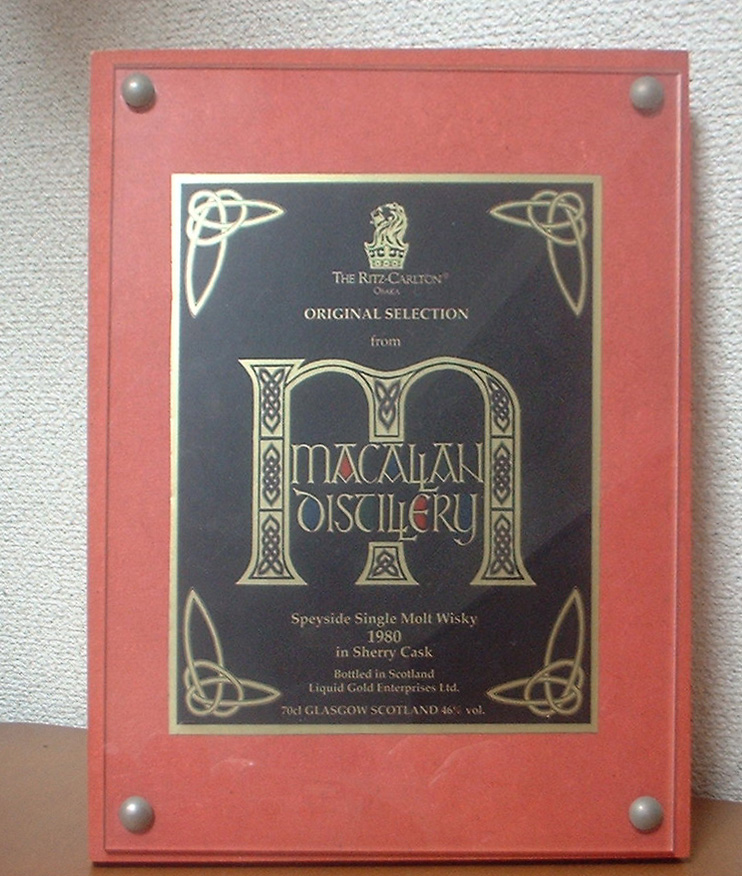 THE RITZ-CARLTON®
OSAKA
ORIGINAL SELECTION
from
MACALLAN
DISTILLERY
Speyside Single Molt Wisky
1980
in Sherry Cask
Bottled in Scotland
Liquid Gold Enterprises Ltd.
70cl GLASGOW SCOTLAND 46% vol.